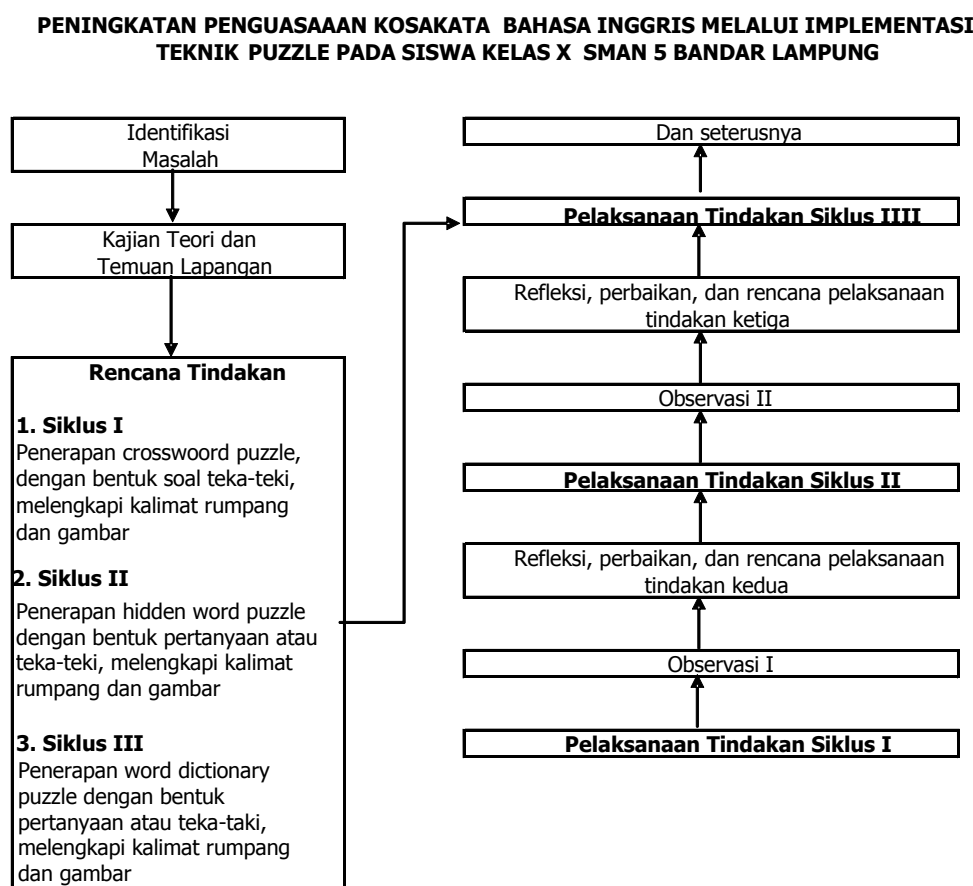 PENINGKATAN PENGUASAAAN KOSAKATA BAHASA INGGRIS MELALUI IMPLEMENTASI
TEKNIK PUZZLE PADA SISWA KELAS X SMAN 5 BANDAR LAMPUNG
Identifikasi
Masalah
Kajian Teori dan
Temuan Lapangan
Rencana Tindakan
1. Siklus I
Penerapan crosswoord puzzle,
dengan bentuk soal teka-teki,
melengkapi kalimat rumpang
dan gambar
2. Siklus II
Penerapan hidden word puzzle
dengan bentuk pertanyaan atau
teka-teki, melengkapi kalimat
rumpang dan gambar
3. Siklus III
Penerapan word dictionary
puzzle dengan bentuk
pertanyaan atau teka-taki,
melengkapi kalimat rumpang
dan gambar
Dan seterusnya
Pelaksanaan Tindakan Siklus IIII
Refleksi, perbaikan, dan rencana pelaksanaan
tindakan ketiga
Observasi II
Pelaksanaan Tindakan Siklus II
Refleksi, perbaikan, dan rencana pelaksanaan
tindakan kedua
Observasi I
Pelaksanaan Tindakan Siklus I